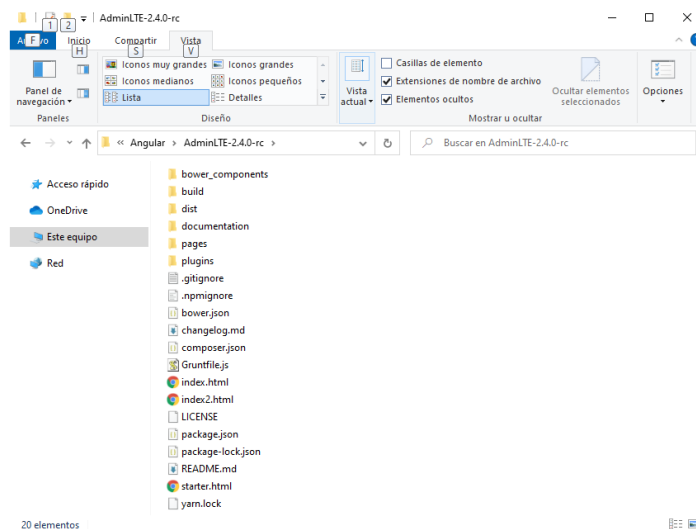 1 2 AdminLTE-2.4.0-rc
F Inicio Compartir Vista
H S V
Panel de navegación
Paneles
Iconos muy grandes Iconos grandes
Iconos medianos Iconos pequeños
Lista Detalles
Diseño
Vista actual
Casillas de elemento
Extensiones de nombre de archivo
Elementos ocultos
Ocultar elementos seleccionados
Mostrar u ocultar
Opciones
« Angular > AdminLTE-2.4.0-rc >
Buscar en AdminLTE-2.4.0-rc
Acceso rápido
OneDrive
Este equipo
Red
bower_components
build
dist
documentation
pages
plugins
.gitignore
.npmignore
bower.json
changelog.md
composer.json
Gruntfile.js
index.html
index2.html
LICENSE
package.json
package-lock.json
README.md
starter.html
yarn.lock
20 elementos